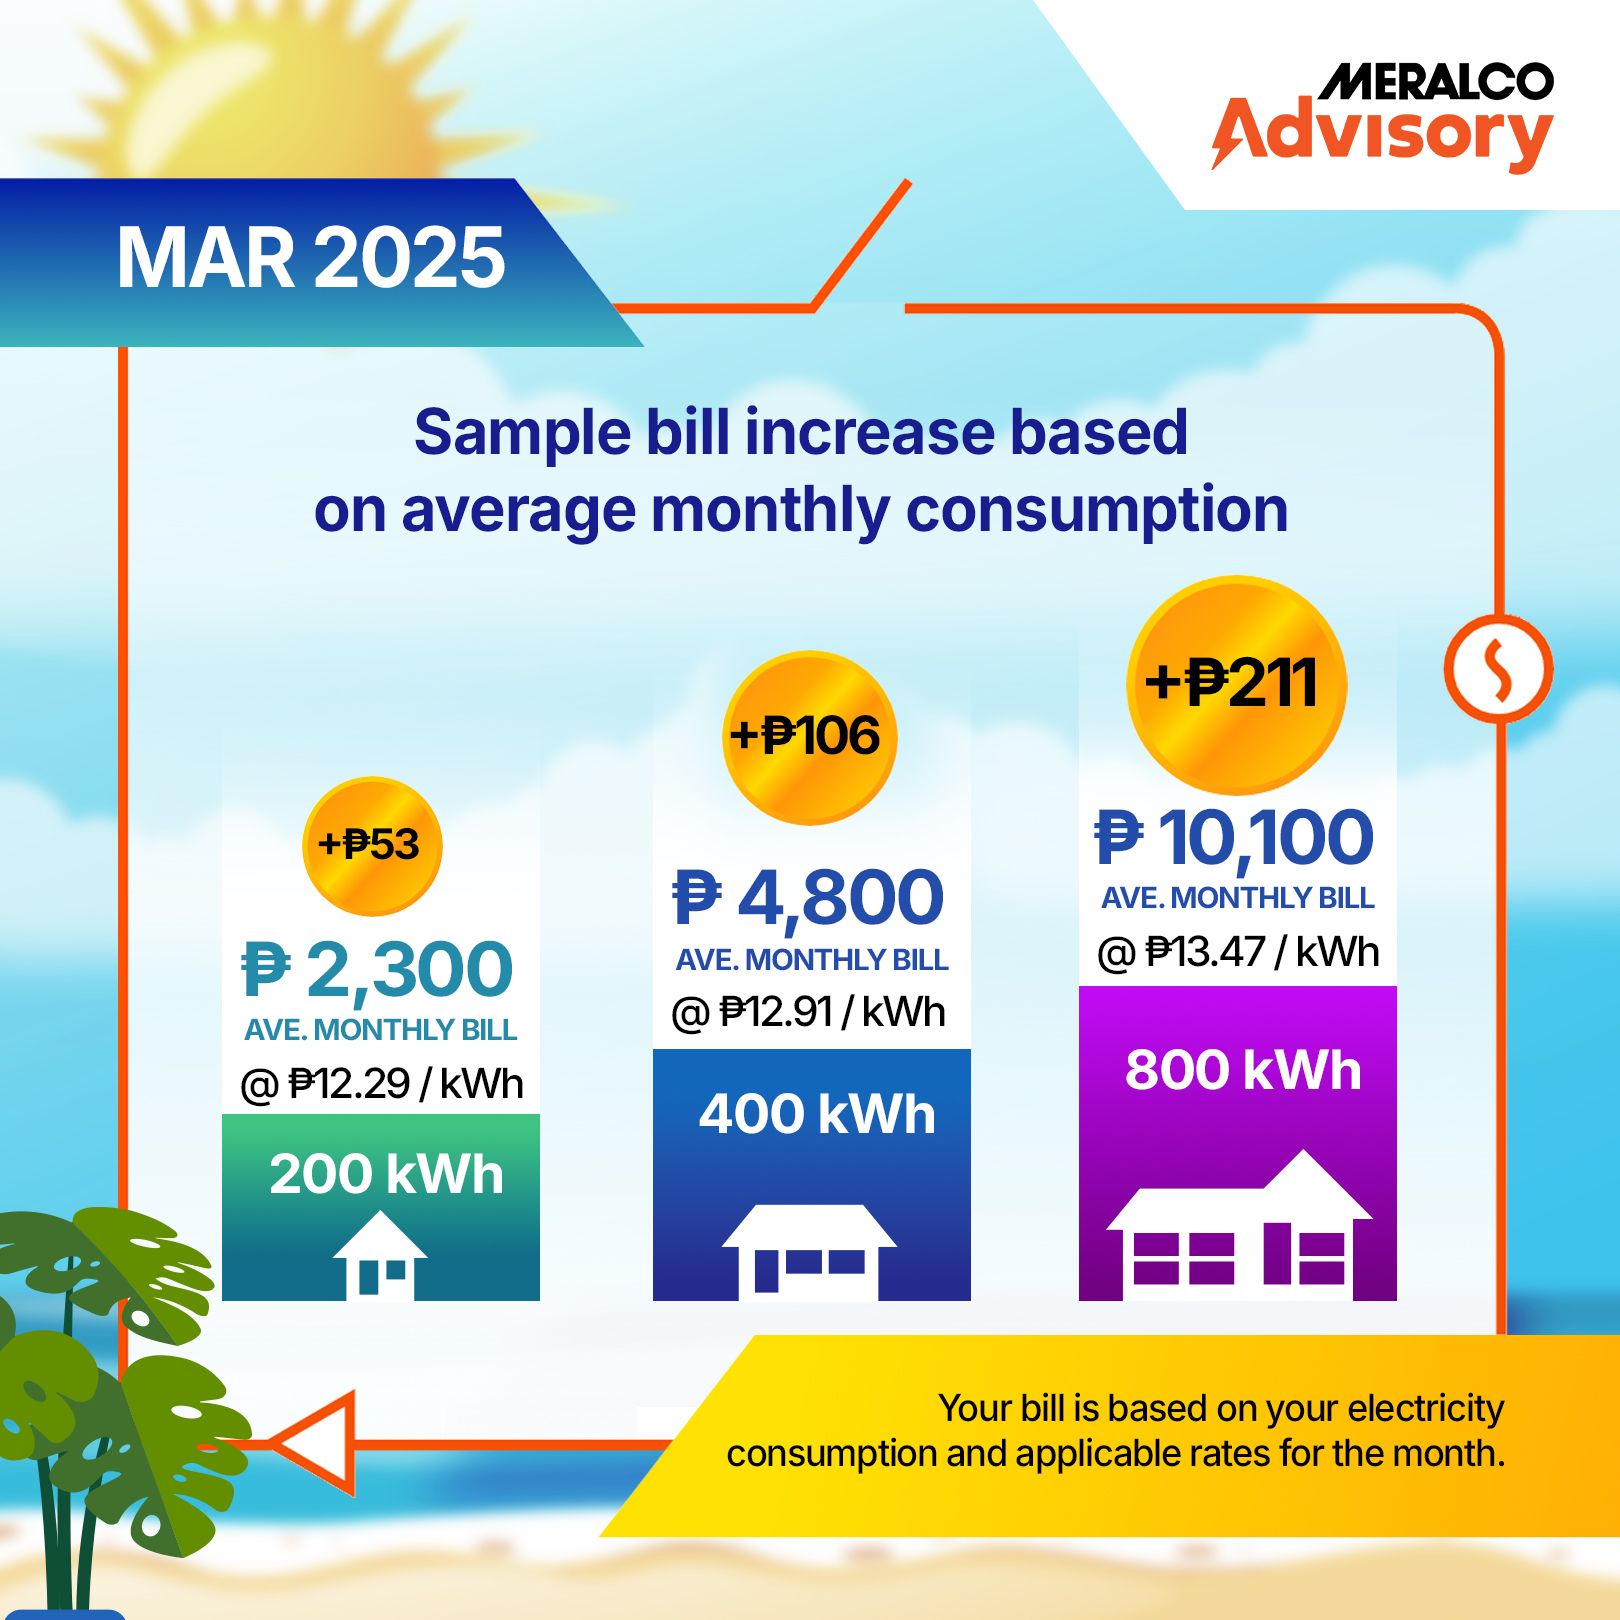 MERALCO
Advisory
MAR 2025
Sample bill increase based
on average monthly consumption
+₱53
₱ 2,300
AVE. MONTHLY BILL
@ ₱12.29 / kWh
200 kWh
+₱106
₱ 4,800
AVE. MONTHLY BILL
@ ₱12.91 / kWh
400 kWh
+₱211
₱ 10,100
AVE. MONTHLY BILL
@ ₱13.47 / kWh
800 kWh
Your bill is based on your electricity
consumption and applicable rates for the month.